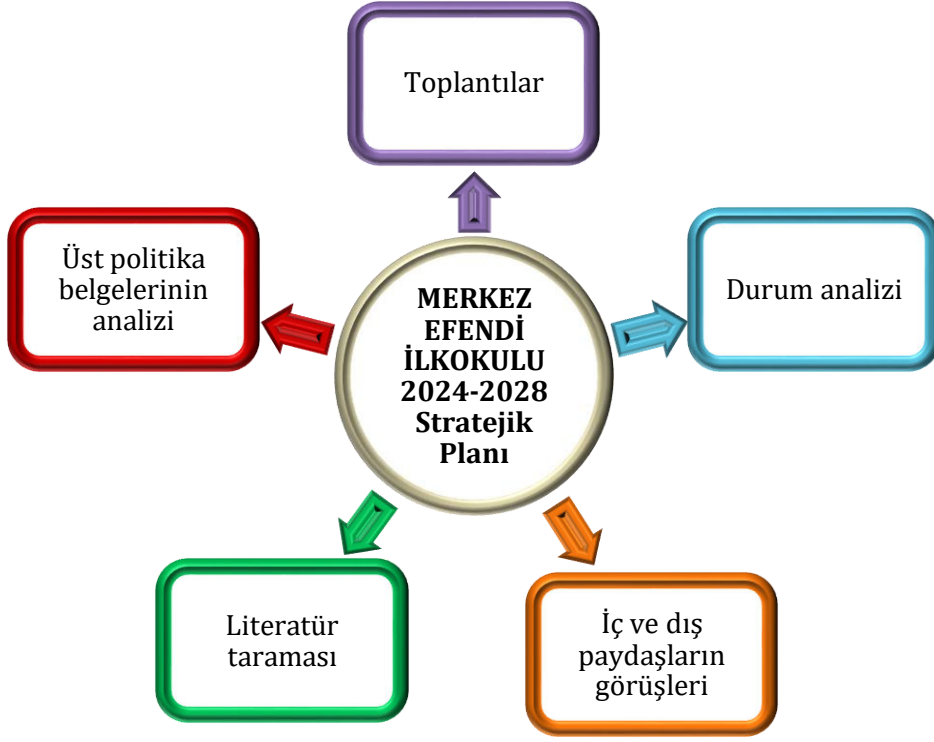 Toplantılar
Üst politika
belgelerinin
analizi
MERKEZ
EFENDİ
İLKOKULU
2024-2028
Stratejik
Planı
Durum analizi
Literatür
taraması
İç ve dış
paydaşların
görüşleri